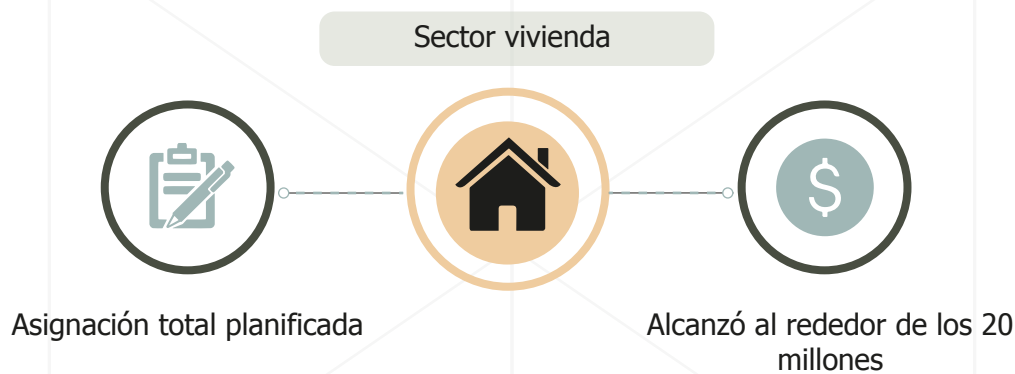 Sector vivienda
$
Asignación total planificada
Alcanzó al rededor de los 20
millones